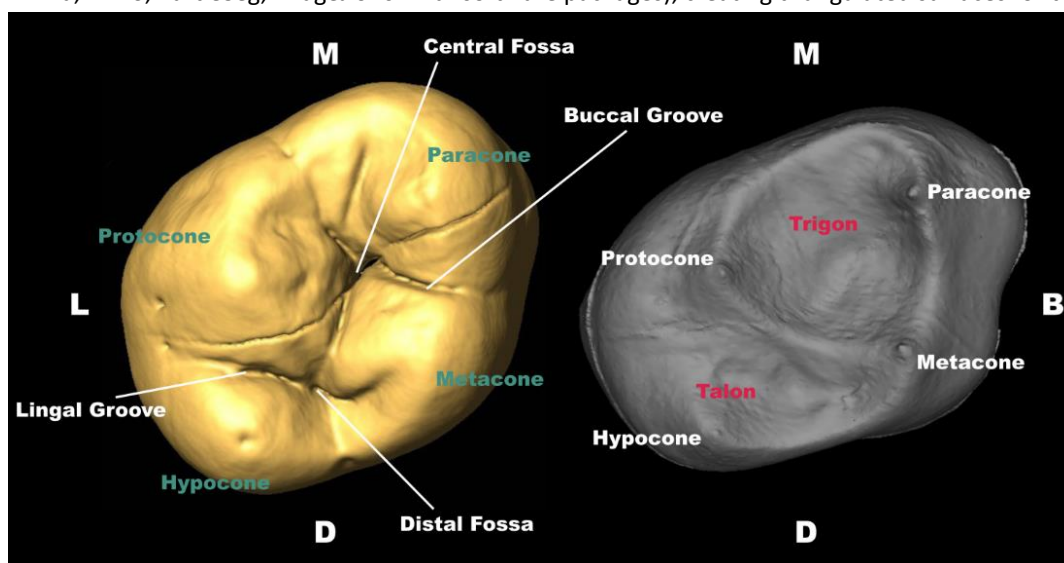 M
Central Fossa
Buccal Groove
Paracone
Protocone
L
Metacone
Lingal Groove
Hypocone
Distal Fossa
D
M
Paracone
Trigon
Protocone
B
Metacone
Talon
Hypocone
D